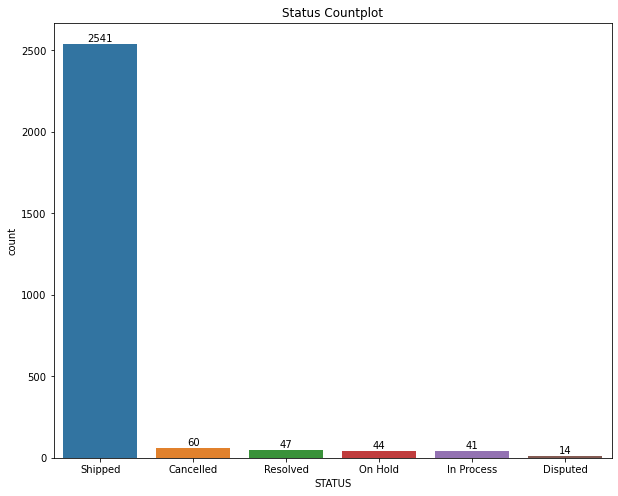 Status Countplot
2541
2500
2000
1500
1000
500
0
count
60
47
44
41
14
Shipped
Cancelled
Resolved
On Hold
In Process
Disputed
STATUS